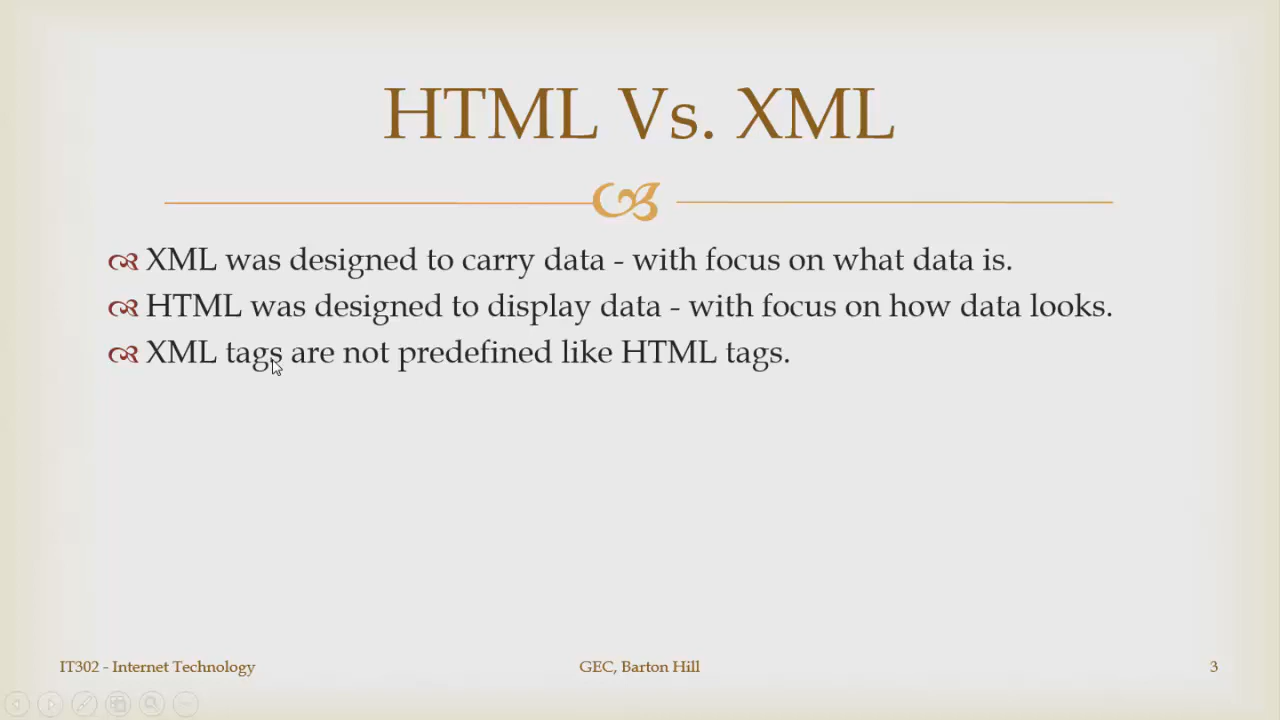 HTML Vs. XML
XML was designed to carry data - with focus on what data is.
HTML was designed to display data - with focus on how data looks.
XML tags are not predefined like HTML tags.
IT302 - Internet Technology
GEC, Barton Hill
3